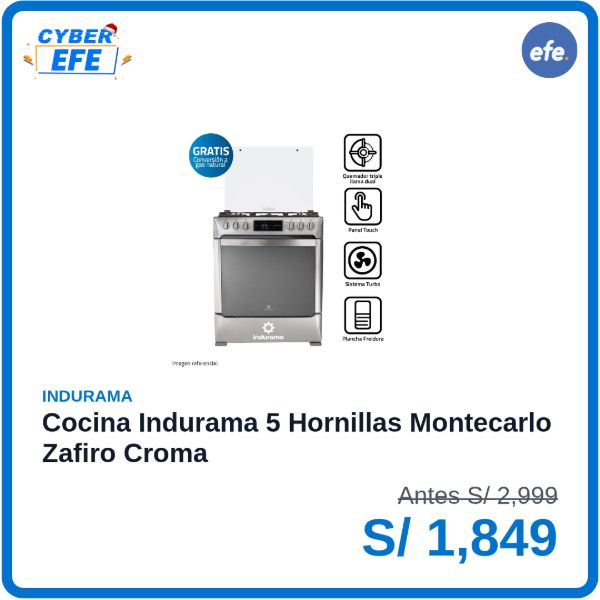 CYBER
EFE
efe.
GRATIS
Conversión a
gas natural
Quemador triple
llama dual
Panel Touch
Sistema Turbo
Plancha Freidora
Indurama
Imagen referencial.
INDURAMA
Cocina Indurama 5 Hornillas Montecarlo
Zafiro Croma
Antes S/ 2,999
S/ 1,849